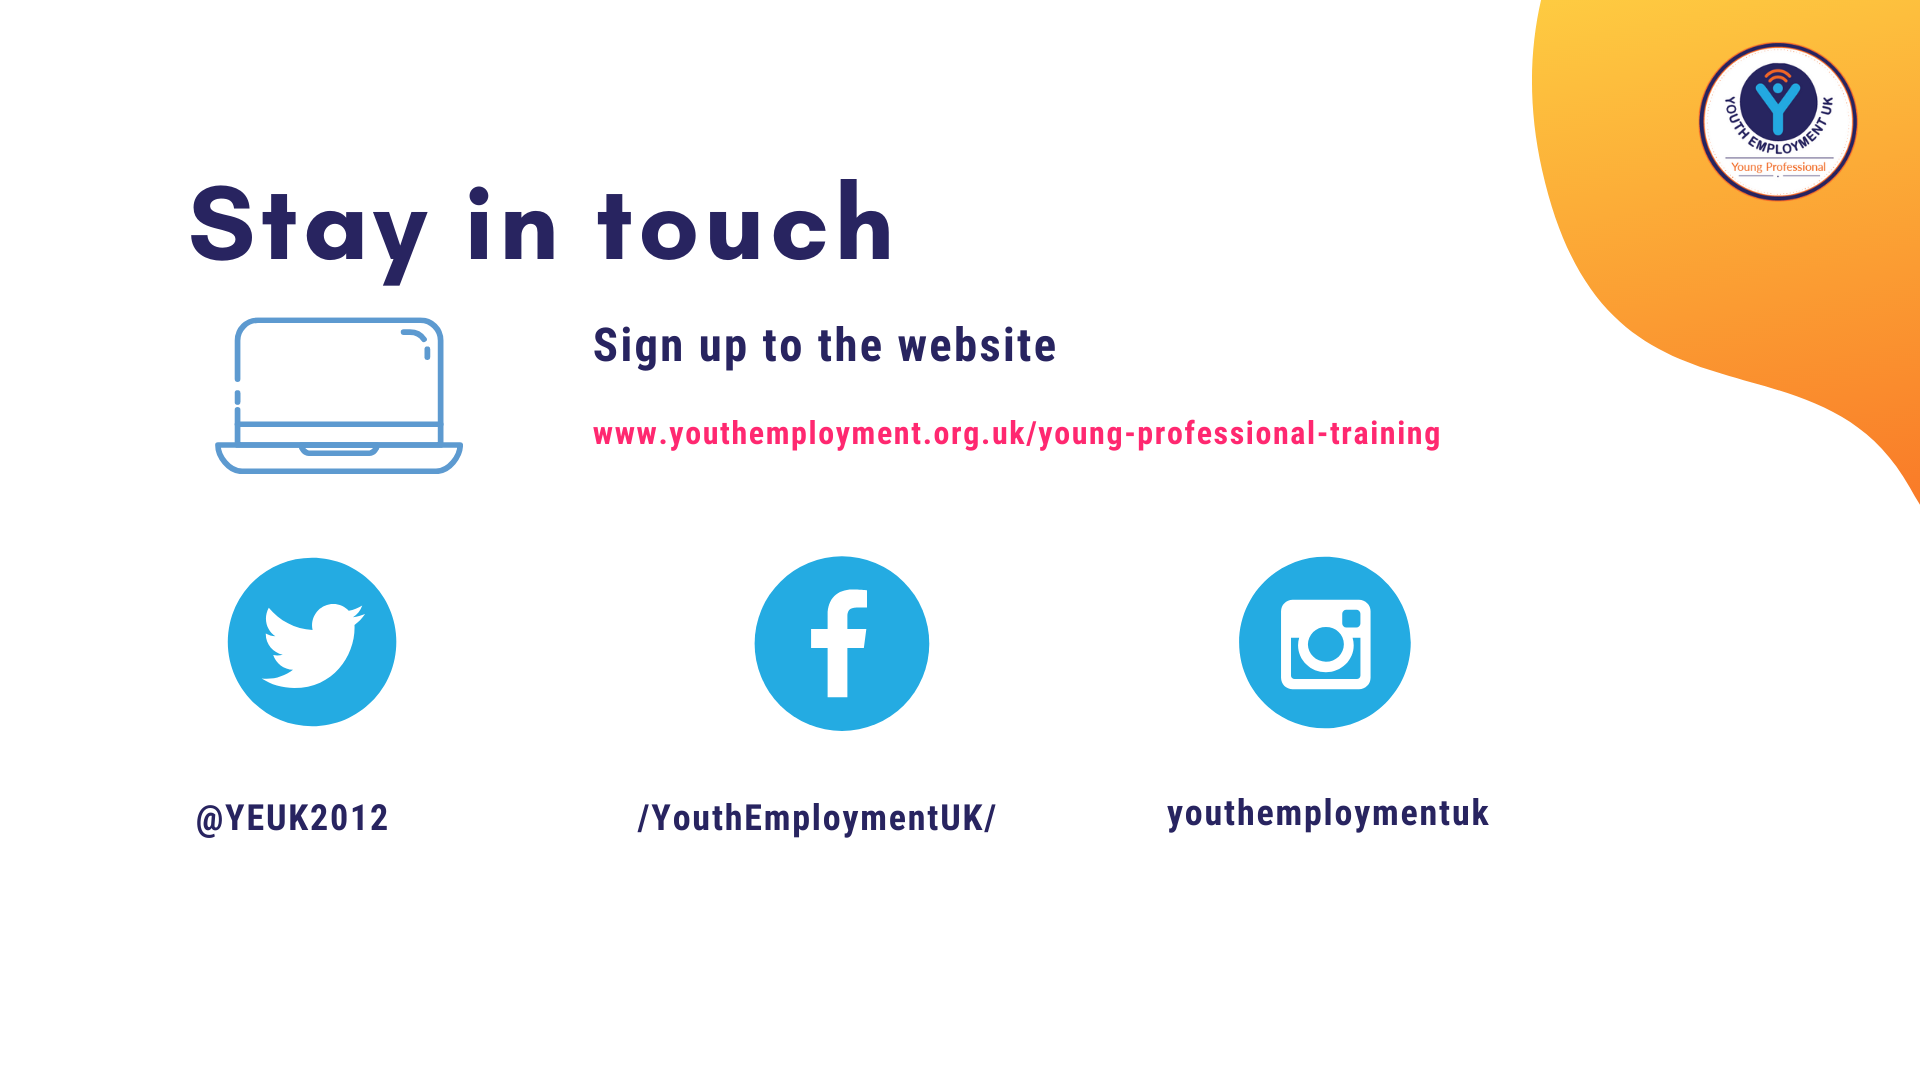 YOUTH EMPLOYMENT UK
Young Professional
Stay in touch
Sign up to the website
www.youthemployment.org.uk/young-professional-training
@YEUK2012
/YouthEmploymentUK/
youthemploymentuk